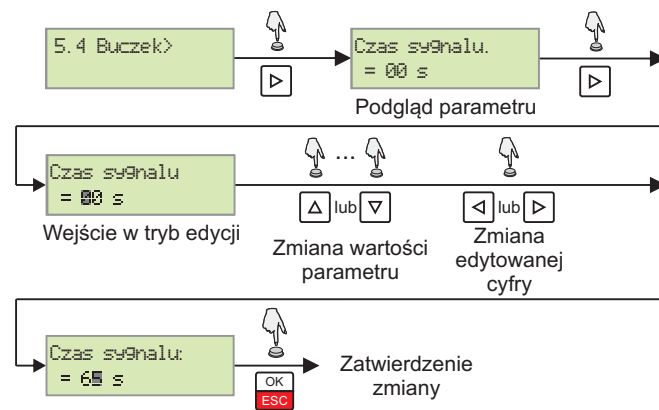 5.4 Buczek>
Czas sygnalu.
= 00 s
Podgląd parametru
Czas sygnalu
= 00 s
Wejście w tryb edycji
...
lub
lub
Zmiana wartości
parametru
Zmiana
edytowanej
cyfry
Czas sygnalu:
= 65 s
OK
ESC
Zatwierdzenie
zmiany